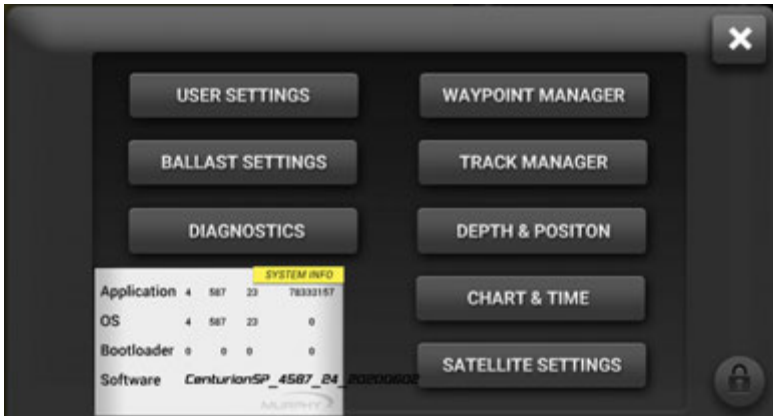 USER SETTINGS
WAYPOINT MANAGER
BALLAST SETTINGS
TRACK MANAGER
DIAGNOSTICS
DEPTH & POSITON
SYSTEM INFO
Application 4 587 23 78333157
OS 4 587 23 0
Bootloader 0 0 0 0
Software CenturionSP_4587_24_20200602
MURPHY
CHART & TIME
SATELLITE SETTINGS